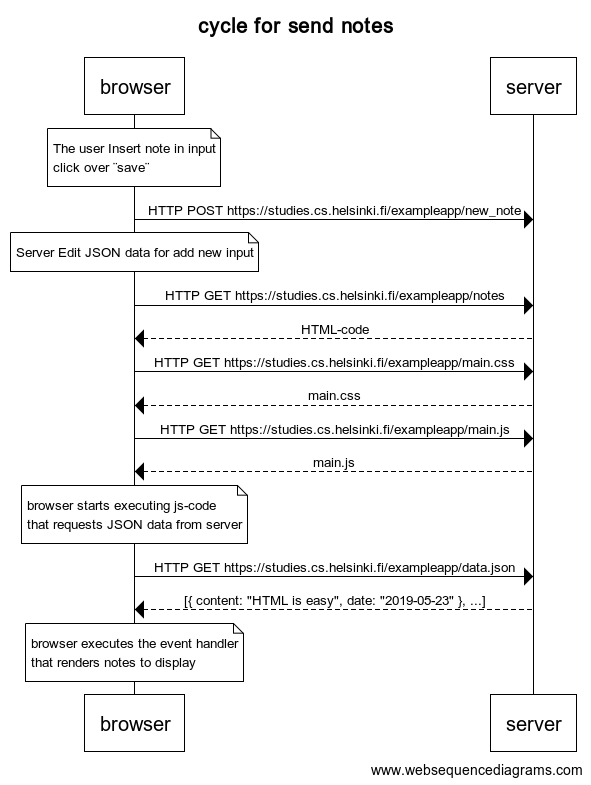 cycle for send notes
browser
server
The user Insert note in input
click over ¨save¨
HTTP POST https://studies.cs.helsinki.fi/exampleapp/new_note
Server Edit JSON data for add new input
HTTP GET https://studies.cs.helsinki.fi/exampleapp/notes
HTML-code
HTTP GET https://studies.cs.helsinki.fi/exampleapp/main.css
main.css
HTTP GET https://studies.cs.helsinki.fi/exampleapp/main.js
main.js
browser starts executing js-code
that requests JSON data from server
HTTP GET https://studies.cs.helsinki.fi/exampleapp/data.json
[{ content: "HTML is easy", date: "2019-05-23" }, ...]
browser executes the event handler
that renders notes to display
browser
server
www.websequencediagrams.com